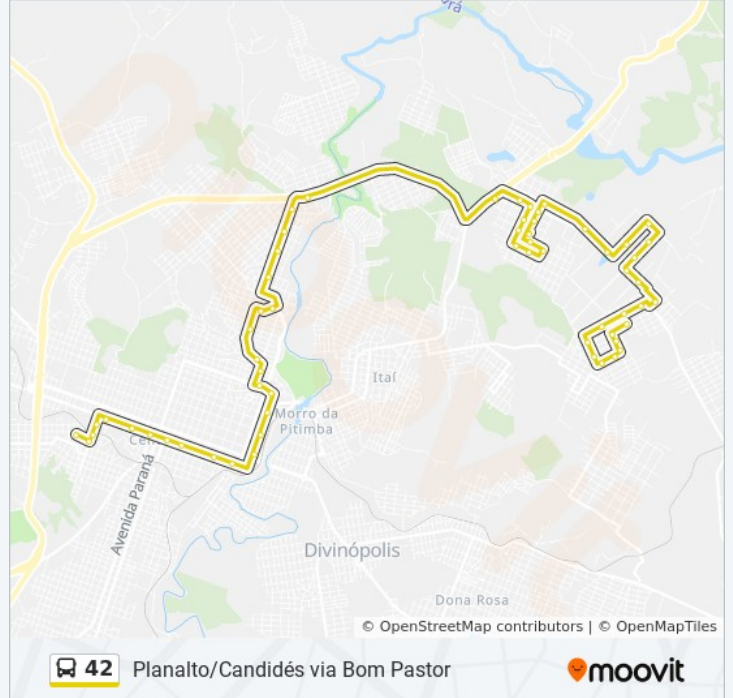 Itaí
Morro da
Pitimba
Avenida Paraná
Divinópolis
Dona Rosa
© OpenStreetMap contributors | © OpenMapTiles
42 Planalto/Candidés via Bom Pastor
moovit